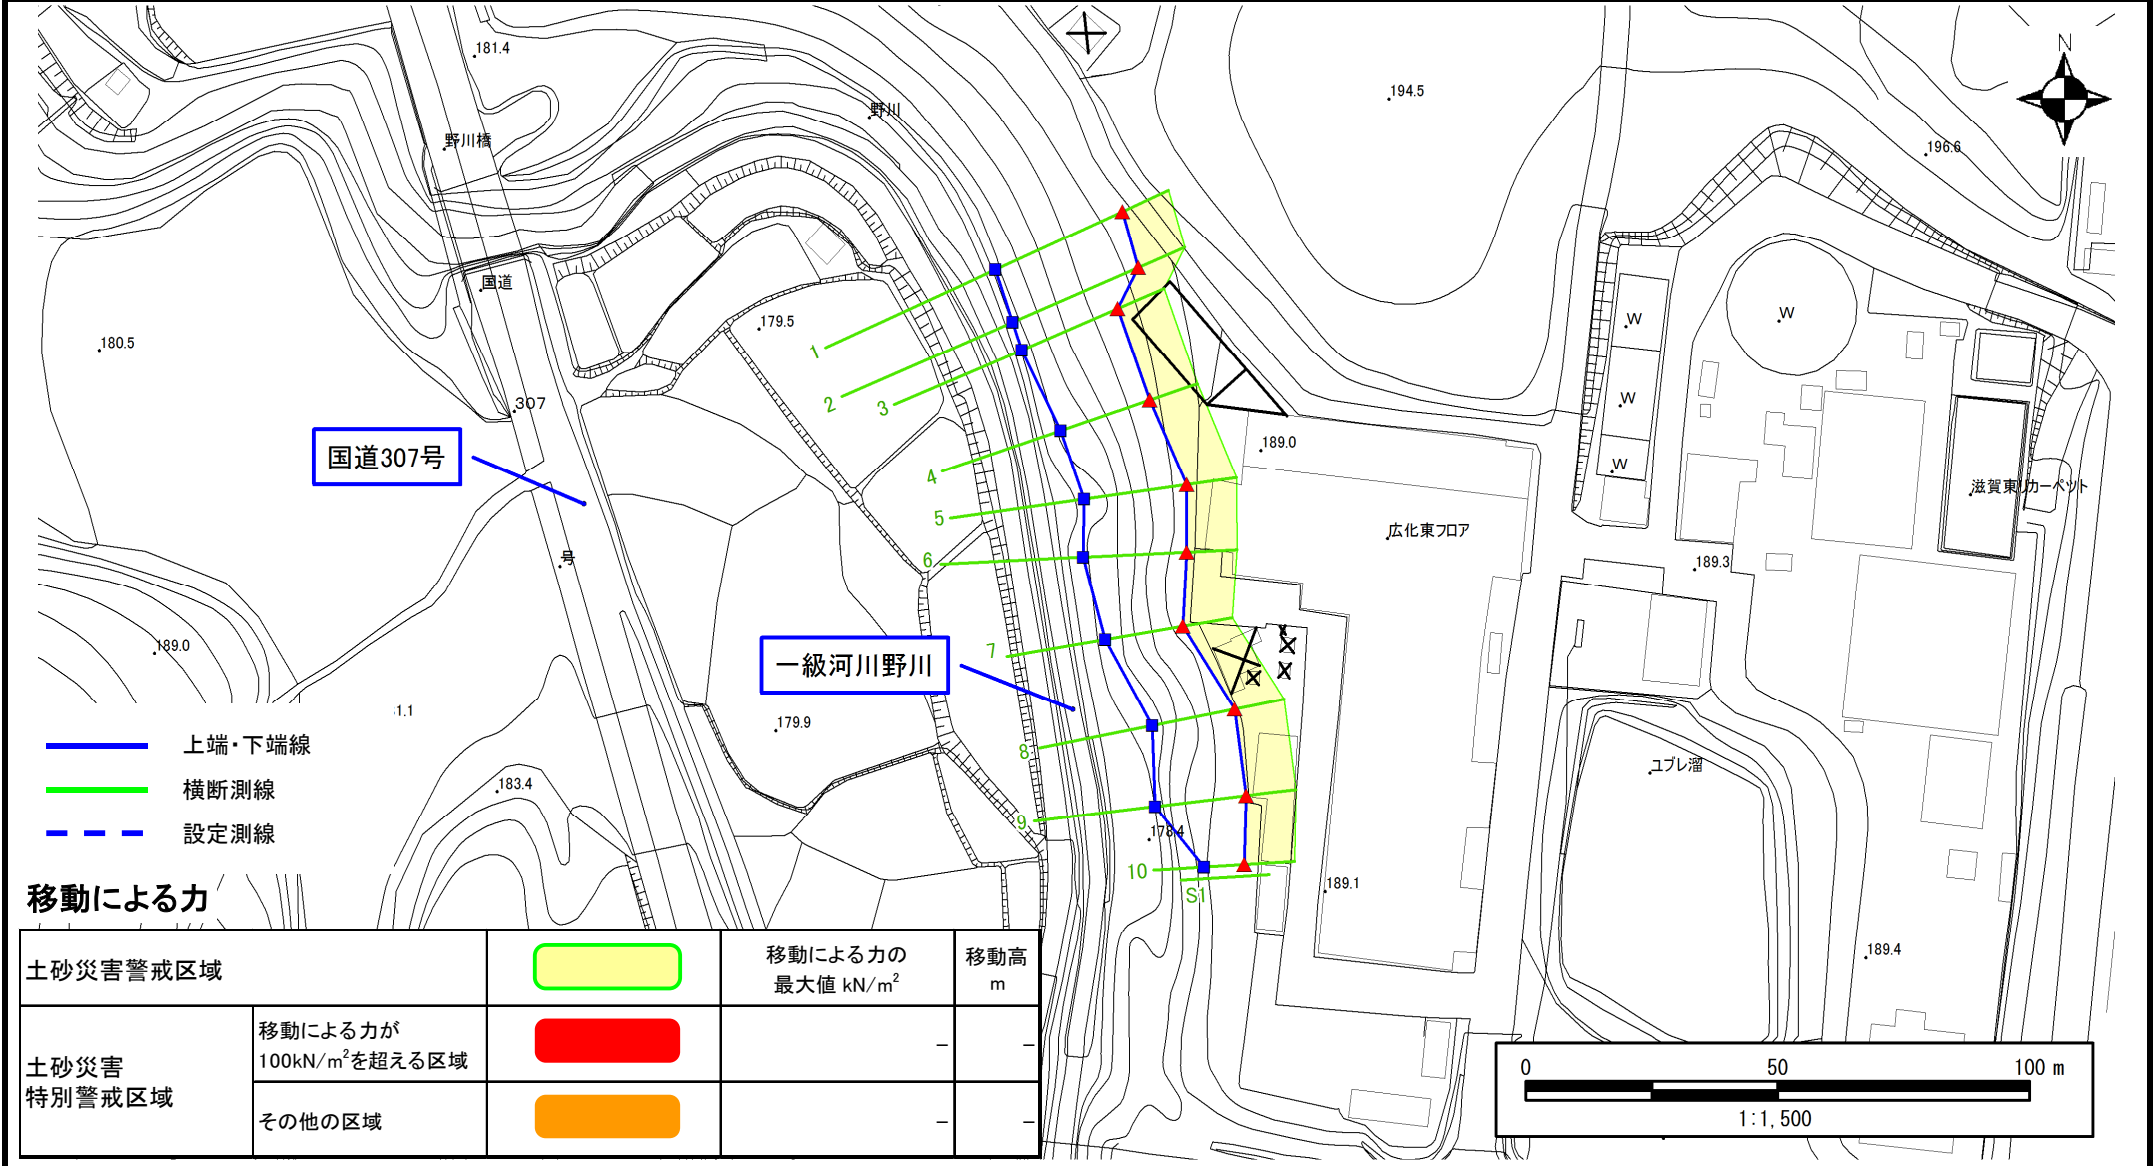 181.4
野川橋
野川
194.5
N
196.6
国道
179.5
180.5
307
国道307号
号
189.0
1
2
3
4
5
6
7
8
9
10
S1
W
W
W
W
189.0
広化東フロア
滋賀東リカーペット
189.3
一級河川野川
1.1
179.9
183.4
178.4
ユブレ溜
189.1
189.4
上端・下端線
横断測線
設定測線
移動による力
土砂災害警戒区域
移動による力の
最大値 kN/m²
移動高
m
土砂災害
特別警戒区域
移動による力が
100kN/m²を超える区域
－ －
その他の区域
－ －
0 50 100 m
1:1,500